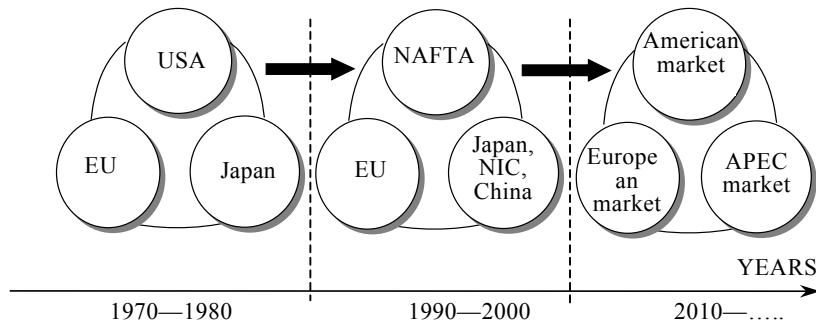 USA
EU
Japan
NAFTA
EU
Japan,
NIC,
China
American
market
Europe
an
market
APEC
market
YEARS
1970—1980
1990—2000
2010—…..